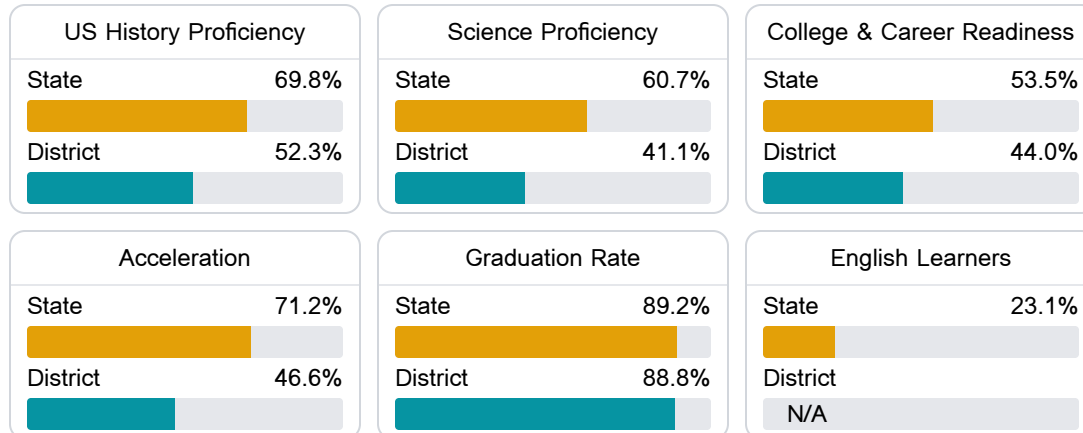 US History Proficiency
State 69.8%
District 52.3%
Science Proficiency
State 60.7%
District 41.1%
College & Career Readiness
State 53.5%
District 44.0%
Acceleration
State 71.2%
District 46.6%
Graduation Rate
State 89.2%
District 88.8%
English Learners
State 23.1%
District
N/A